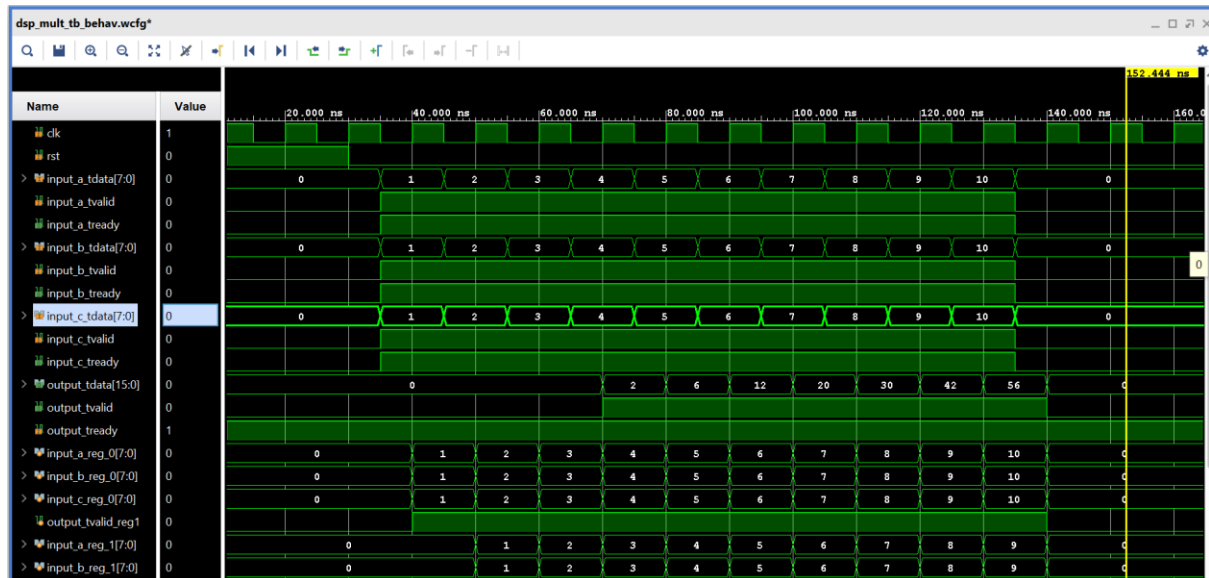 dsp_mult_tb_behav.wcfg*
152.444 ns
Name Value
20.000 ns 40.000 ns 60.000 ns 80.000 ns 100.000 ns 120.000 ns 140.000 ns 160.0
clk 1
rst 0
input_a_tdata[7:0] 0 0 1 2 3 4 5 6 7 8 9 10 0
input_a_tvalid 0
input_a_tready 0
input_b_tdata[7:0] 0 0 1 2 3 4 5 6 7 8 9 10 0
input_b_tvalid 0
0
input_b_tready 0
input_c_tdata[7:0] 0 0 1 2 3 4 5 6 7 8 9 10 0
input_c_tvalid 0
input_c_tready 0
output_tdata[15:0] 0 0 2 6 12 20 30 42 56 0
output_tvalid 0
output_tready 1
input_a_reg_0[7:0] 0 0 1 2 3 4 5 6 7 8 9 10 0
input_b_reg_0[7:0] 0 0 1 2 3 4 5 6 7 8 9 10 0
input_c_reg_0[7:0] 0 0 1 2 3 4 5 6 7 8 9 10 0
output_tvalid_reg1 0
input_a_reg_1[7:0] 0 0 1 2 3 4 5 6 7 8 9 0
input_b_reg_1[7:0] 0 0 1 2 3 4 5 6 7 8 9 0